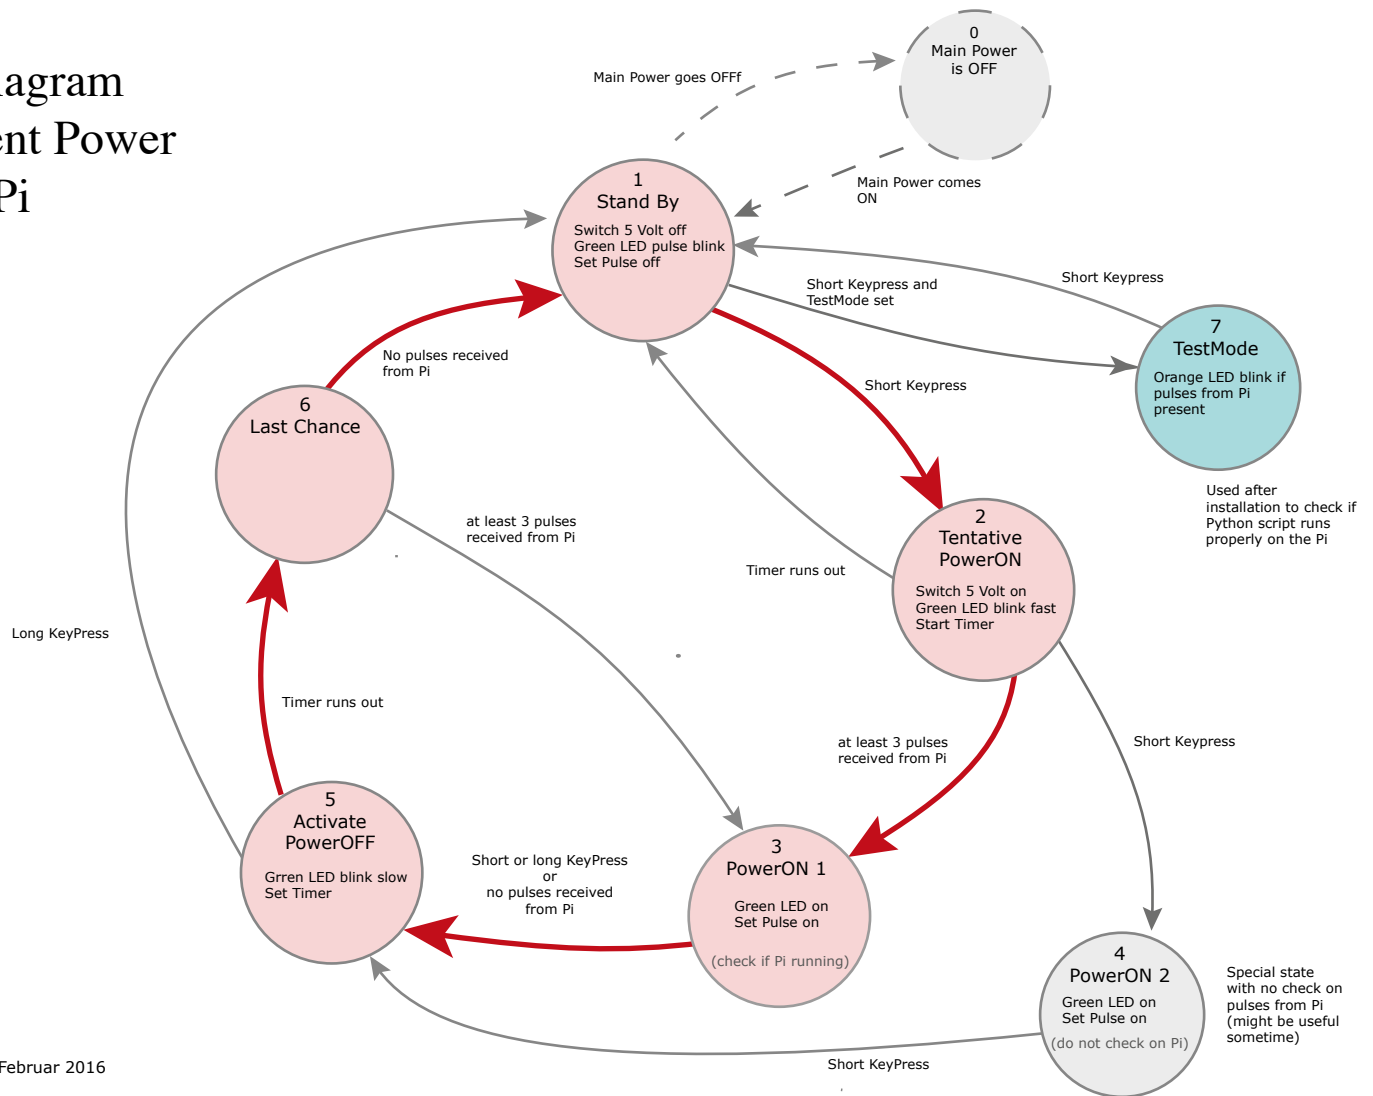 agram
ent Power
Pi
0
Main Power
is OFF
Main Power goes OFFf
Main Power comes
ON
1
Stand By
Switch 5 Volt off
Green LED pulse blink
Set Pulse off
Short Keypress
Short Keypress and
TestMode set
7
TestMode
Orange LED blink if
pulses from Pi
present
Used after
installation to check if
Python script runs
properly on the Pi
No pulses received
from Pi
Short Keypress
6
Last Chance
at least 3 pulses
received from Pi
2
Tentative
PowerON
Switch 5 Volt on
Green LED blink fast
Start Timer
Timer runs out
Long KeyPress
Timer runs out
at least 3 pulses
received from Pi
Short Keypress
5
Activate
PowerOFF
Grren LED blink slow
Set Timer
Short or long KeyPress
or
no pulses received
from Pi
3
PowerON 1
Green LED on
Set Pulse on
(check if Pi running)
4
PowerON 2
Green LED on
Set Pulse on
(do not check on Pi)
Special state
with no check on
pulses from Pi
(might be useful
sometime)
Short KeyPress
Februar 2016